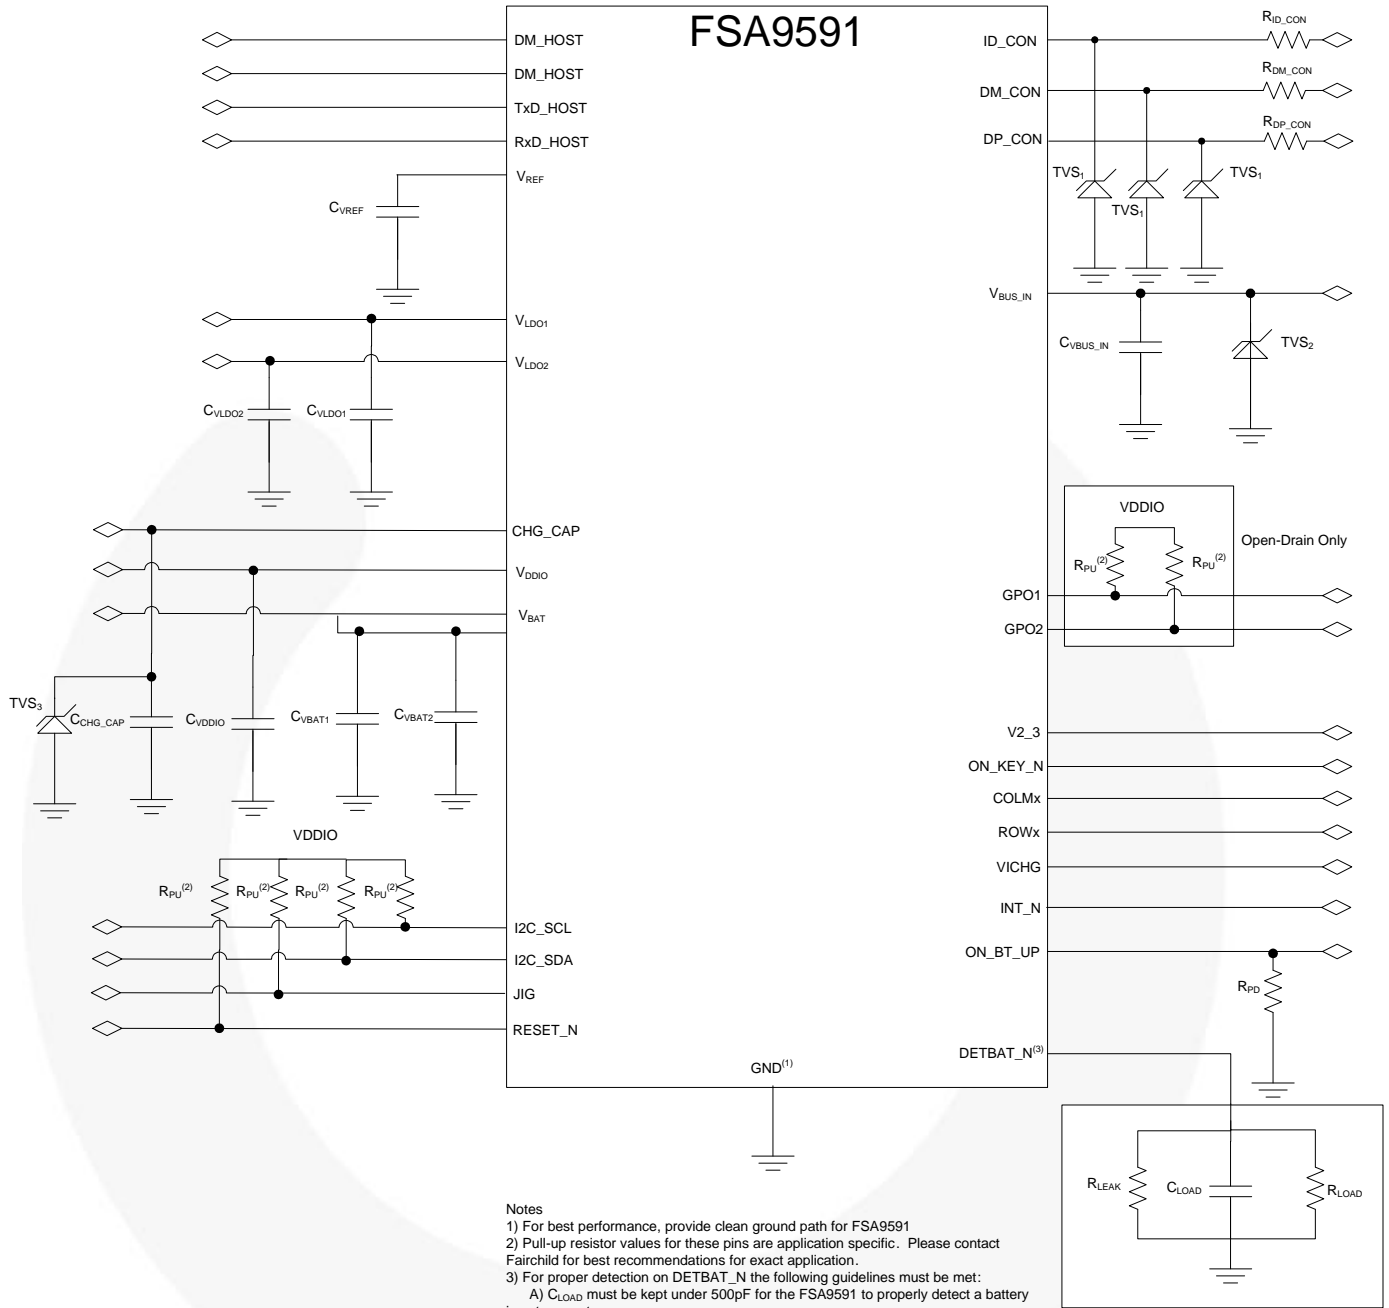 FSA9591
DM_HOST
DM_HOST
TxD_HOST
RxD_HOST
VREF
CVREF
VLDO1
VLDO2
CVLDO2
CVLDO1
CHG_CAP
VDDIO
VBAT
TVS3
CCHG_CAP
CVDDIO
CVBAT1
CVBAT2
VDDIO
RPU(2)
RPU(2)
RPU(2)
RPU(2)
I2C_SCL
I2C_SDA
JIG
RESET_N
GND(1)
ID_CON
RID_CON
DM_CON
RDM_CON
DP_CON
RDP_CON
TVS1
TVS1
TVS1
VBUS_IN
CVBUS_IN
TVS2
VDDIO
Open-Drain Only
RPU(2)
RPU(2)
GPO1
GPO2
V2_3
ON_KEY_N
COLMx
ROWx
VICHG
INT_N
ON_BT_UP
RPD
DETBAT_N(3)
RLEAK
CLOAD
RLOAD
Notes
1) For best performance, provide clean ground path for FSA9591
2) Pull-up resistor values for these pins are application specific. Please contact
Fairchild for best recommendations for exact application.
3) For proper detection on DETBAT_N the following guidelines must be met:
A) CLOAD must be kept under 500pF for the FSA9591 to properly detect a battery